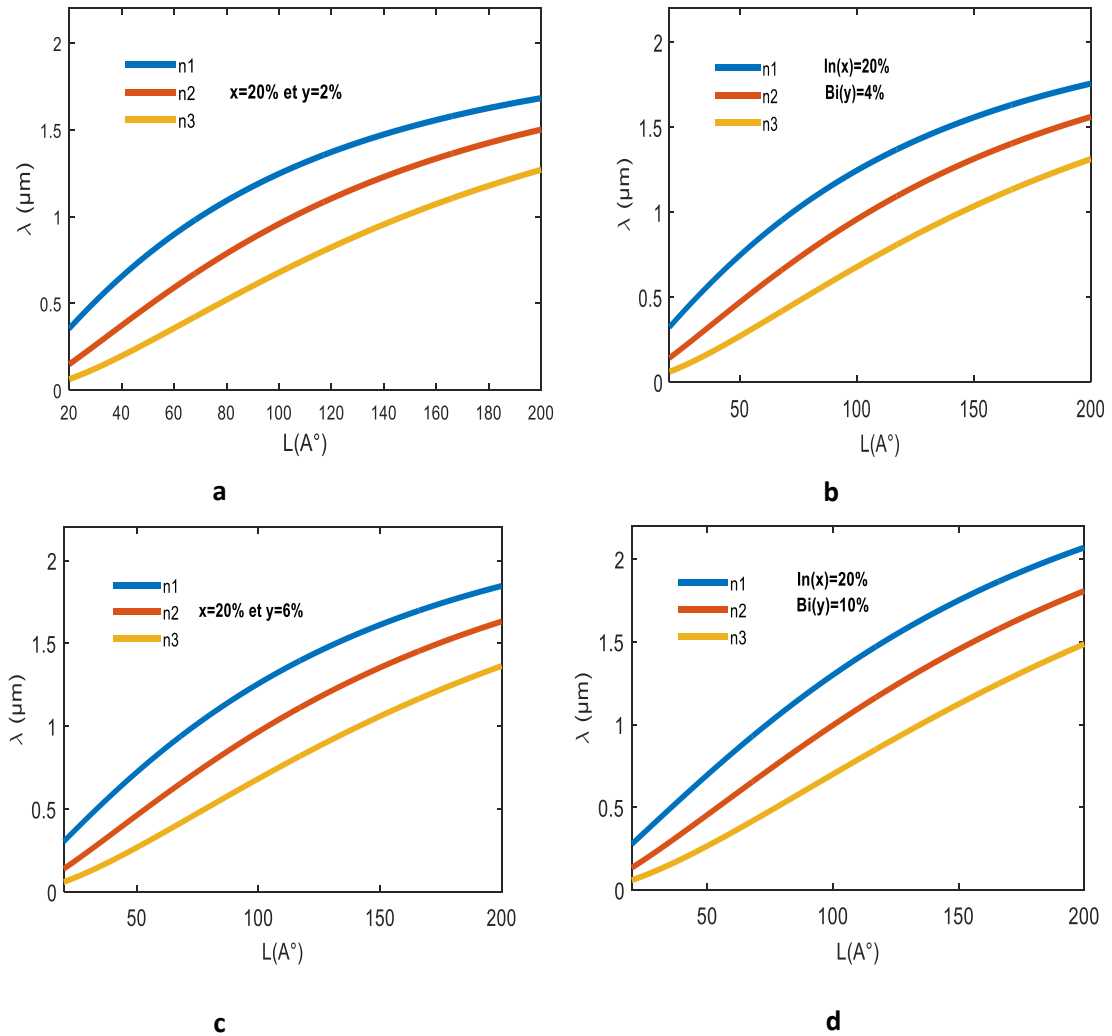 2
1.5
1
0.5
0
λ (µm)
n1
n2
n3
x=20% et y=2%
20 40 60 80 100 120 140 160 180 200
L(A°)
a
2
1.5
1
0.5
0
λ (µm)
n1
n2
n3
In(x)=20%
Bi(y)=4%
50 100 150 200
L(A°)
b
2
1.5
1
0.5
0
λ (µm)
n1
n2
n3
x=20% et y=6%
50 100 150 200
L(A°)
c
2
1.5
1
0.5
0
λ (µm)
n1
n2
n3
In(x)=20%
Bi(y)=10%
50 100 150 200
L(A°)
d